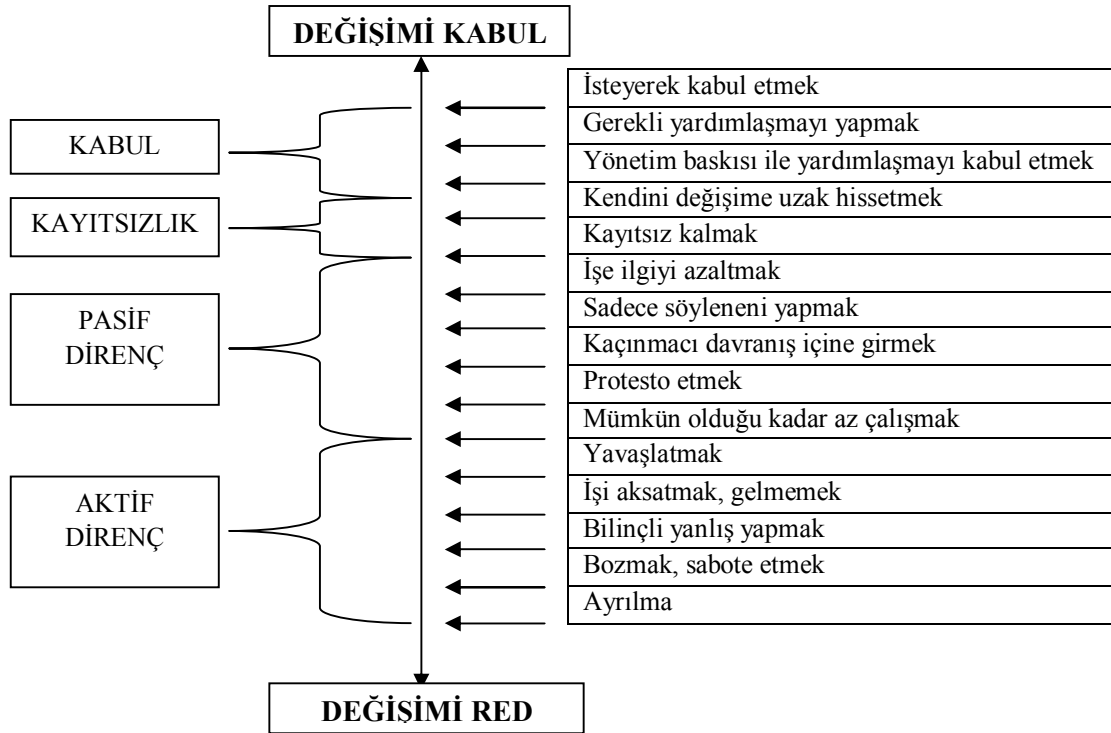 DEĞİŞİMİ KABUL
KABUL
KAYITSIZLIK
PASİF
DİRENÇ
AKTİF
DİRENÇ
İsteyerek kabul etmek
Gerekli yardımlaşmayı yapmak
Yönetim baskısı ile yardımlaşmayı kabul etmek
Kendini değişime uzak hissetmek
Kayıtsız kalmak
İşe ilgiyi azaltmak
Sadece söyleneni yapmak
Kaçınmacı davranış içine girmek
Protesto etmek
Mümkün olduğu kadar az çalışmak
Yavaşlatmak
İşi aksatmak, gelmemek
Bilinçli yanlış yapmak
Bozmak, sabote etmek
Ayrılma
DEĞİŞİMİ RED